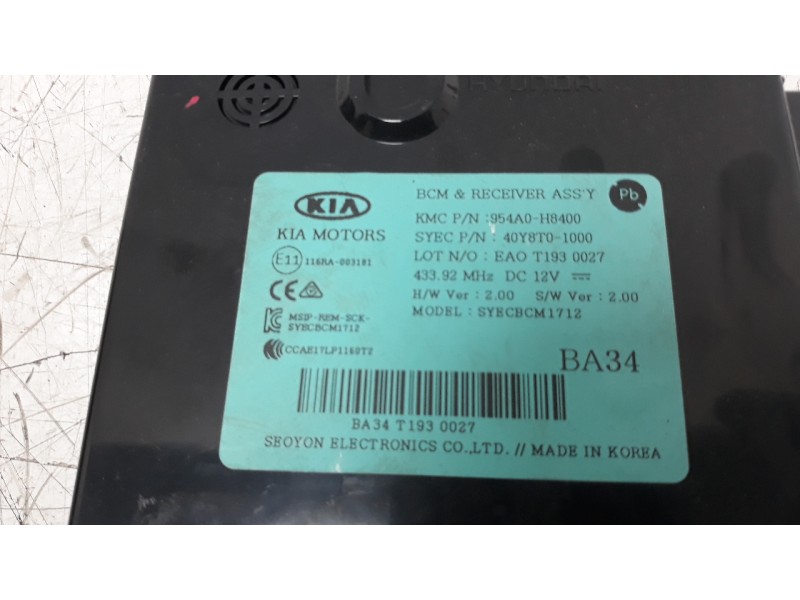 HYUNDAI
KIA
KIA MOTORS
E11 116RA-003181
CE
MSIP-REM-SCK-
SYECBCM1712
CCAE17LP1160T2
BCM & RECEIVER ASS'Y
Pb
KMC P/N :954A0-H8400
SYEC P/N : 40Y8T0-1000
LOT N/O : EAO T193 0027
433.92 MHz DC 12V
H/W Ver : 2.00 S/W Ver : 2.00
MODEL : SYECBCM1712
BA34
BA34 T193 0027
SEOYON ELECTRONICS CO.,LTD. // MADE IN KOREA